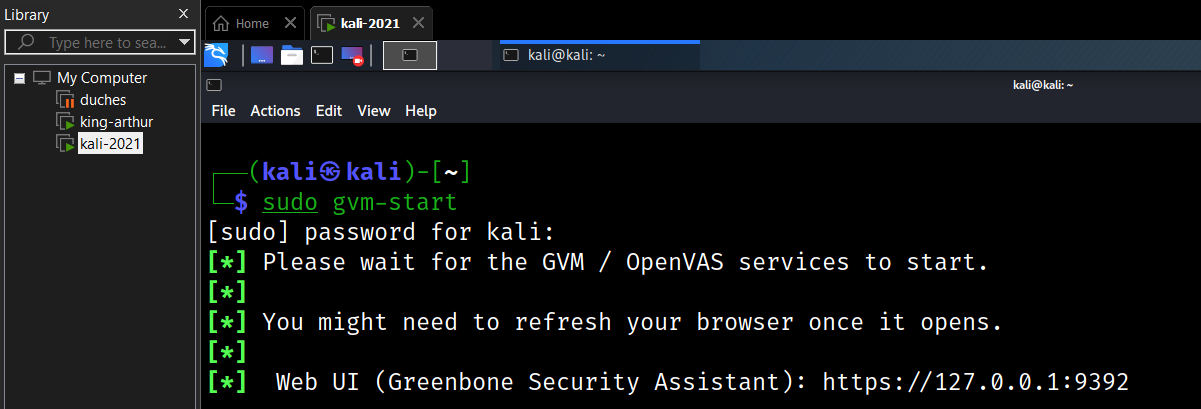 Library
Type here to sea...
My Computer
duches
king-arthur
kali-2021
Home
kali-2021
kali@kali: ~
kali@kali: ~
File Actions Edit View Help
(kali㉿kali)-[~]
$ sudo gvm-start
[sudo] password for kali:
[*] Please wait for the GVM / OpenVAS services to start.
[*]
[*] You might need to refresh your browser once it opens.
[*]
[*]  Web UI (Greenbone Security Assistant): https://127.0.0.1:9392